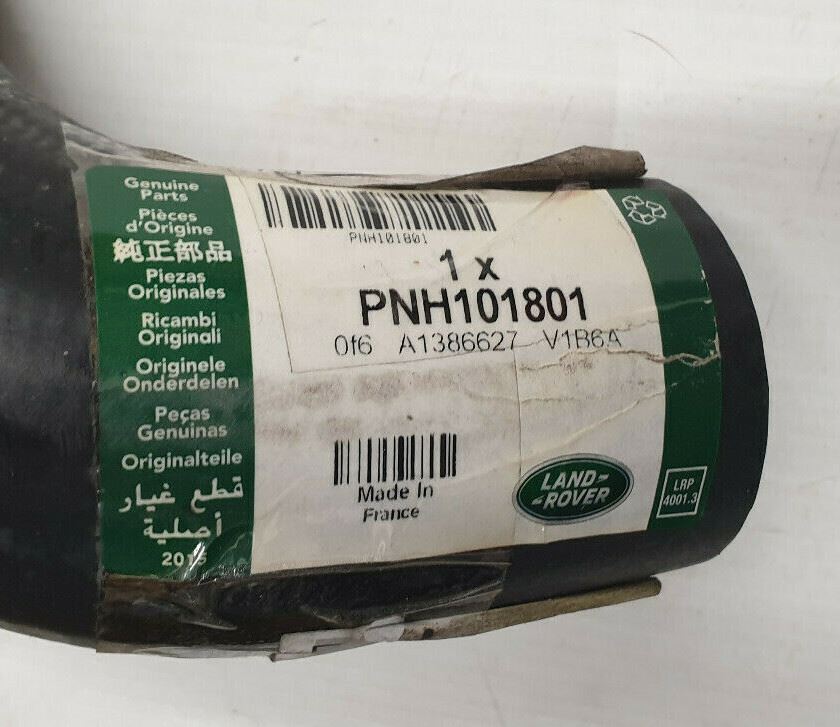 Genuine
Parts
Pièces
d'Origine
純正部品
Piezas
Originales
Ricambi
Originali
Originele
Onderdelen
Peças
Genuinas
Originalteile
قطع غيار
أصلية
PNH101801
1 x
PNH101801
0f6 A1386627 V1B6A
Made In
France
LAND-
-ROVER
LRP
4001.3